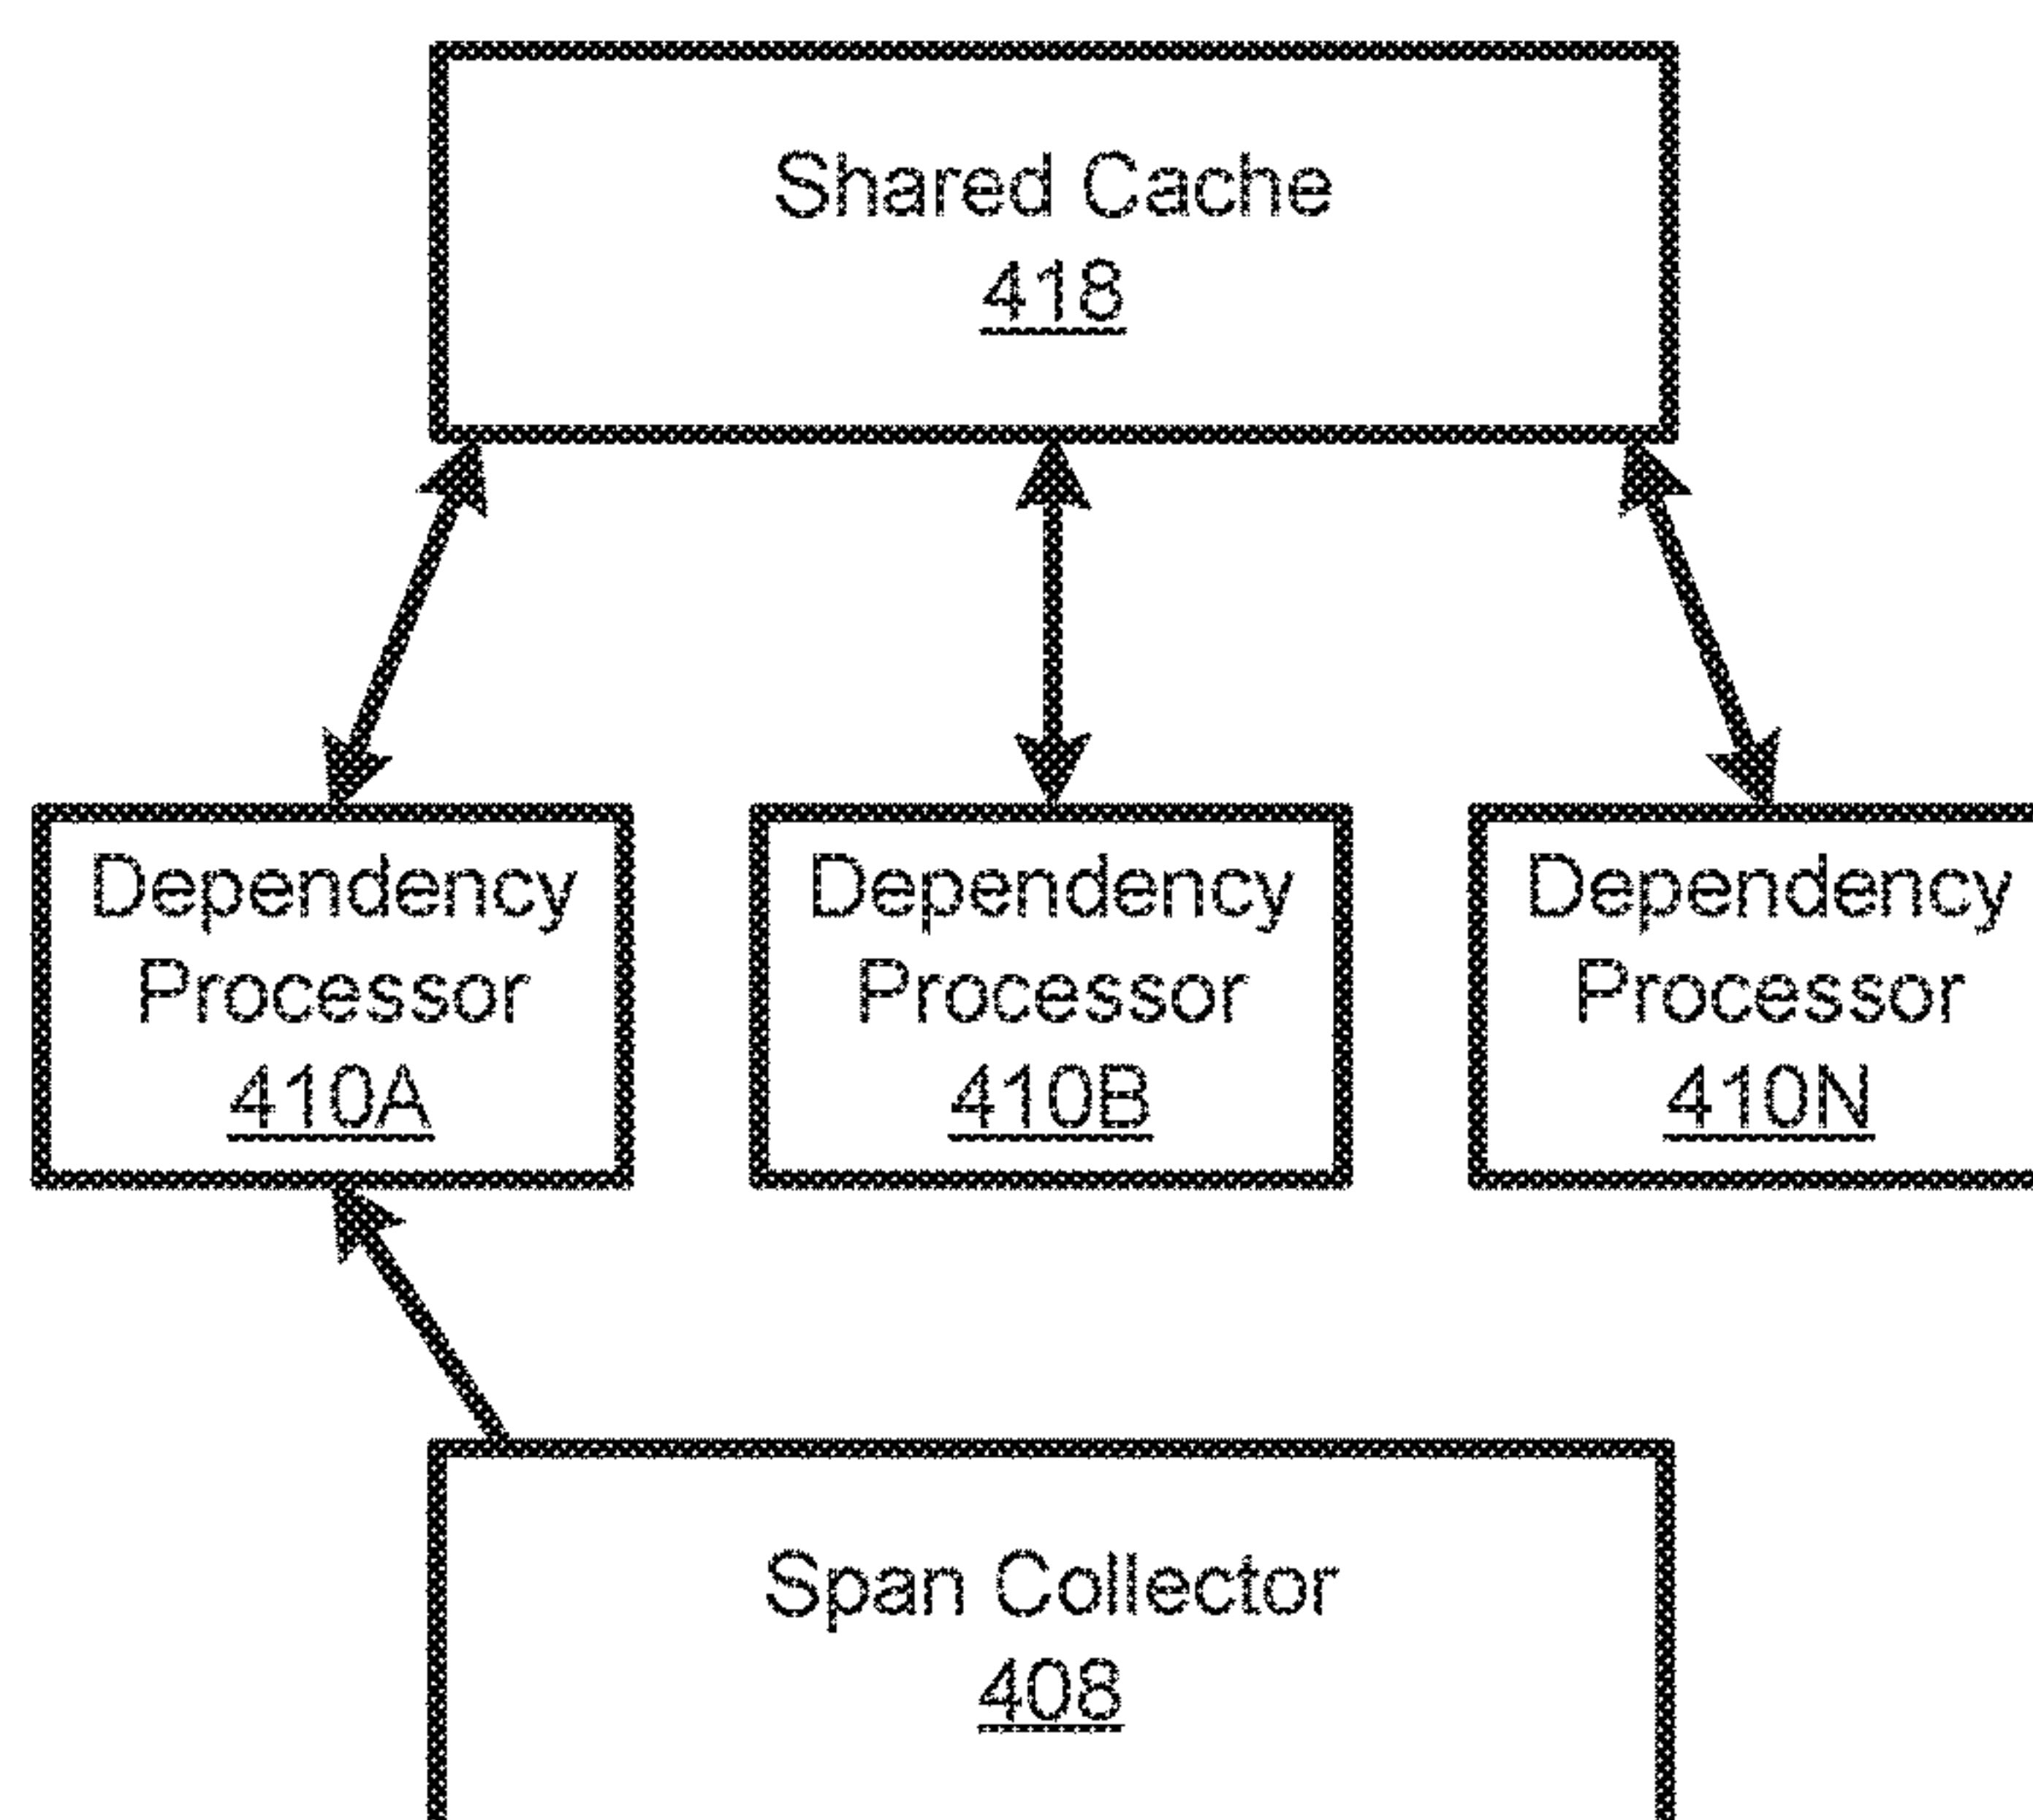 Shared Cache
418
Dependency
Processor
410A
Dependency
Processor
410B
Dependency
Processor
410N
Span Collector
408